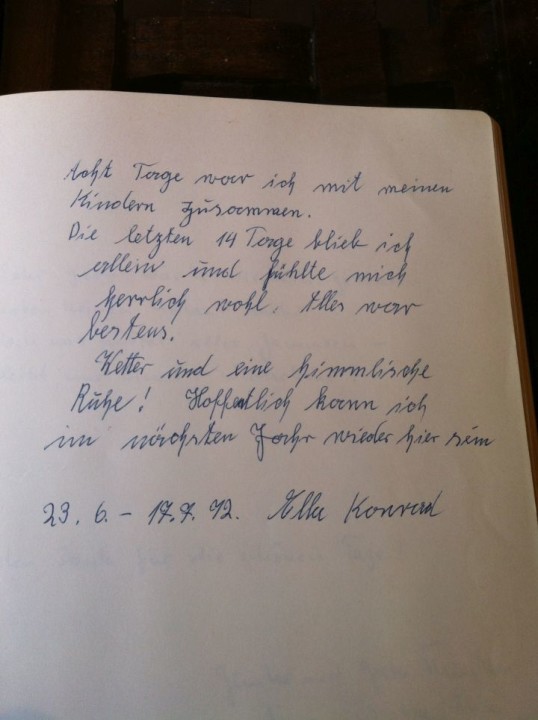 Acht Tage war ich mit meinen
Kindern zusammen.
Die letzten 14 Tage blieb ich
allein und fühlte mich
herrlich wohl. Alles war
bestens.
Wetter und eine himmlische
Ruhe! Hoffentlich kann ich
im nächsten Jahr wieder hier sein
23. 6. – 17. 7. 72. Ella Konrad